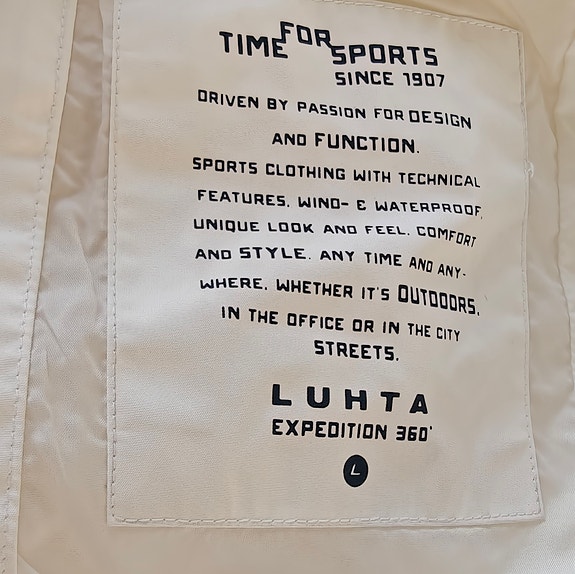 TIME FOR SPORTS
SINCE 1907
DRIVEN BY PASSION FOR DESIGN
AND FUNCTION.
SPORTS CLOTHING WITH TECHNICAL
FEATURES. WIND- & WATERPROOF.
UNIQUE LOOK AND FEEL. COMFORT
AND STYLE. ANY TIME AND ANY-
WHERE. WHETHER IT'S OUTDOORS,
IN THE OFFICE OR IN THE CITY
STREETS.
LUHTA
EXPEDITION 360°
L